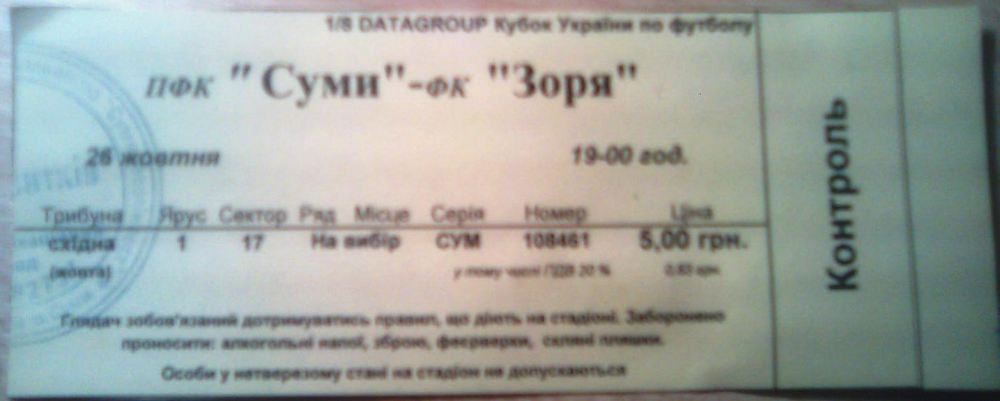 1/8 DATAGROUP Кубок України по футболу
ПФК "Суми"-ФК "Зоря"
26 жовтня 19-00 год.
Трибуна Ярус Сектор Ряд Місце Серія Номер Ціна
східна 1 17 На вибір СУМ 108461 5,00 грн.
(жовта) у тому числі ПДВ 20 % 0,83 грн.
Глядач зобов'язаний дотримуватись правил, що діють на стадіоні. Заборонено
проносити: алкогольні напої, зброю, феєрверки, скляні пляшки.
Особи у нетверезому стані на стадіон не допускаються
Контроль